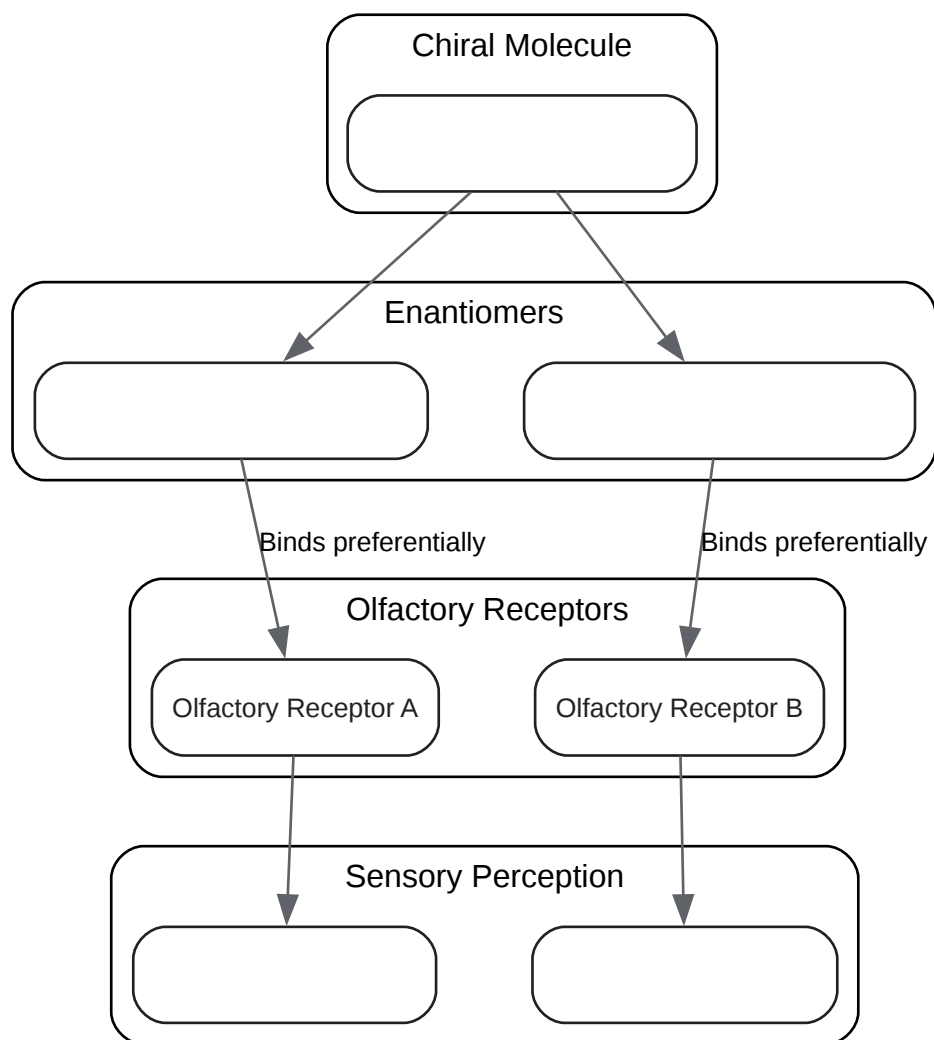 Chiral Molecule
Enantiomers
Binds preferentially
Binds preferentially
Olfactory Receptors
Olfactory Receptor A
Olfactory Receptor B
Sensory Perception